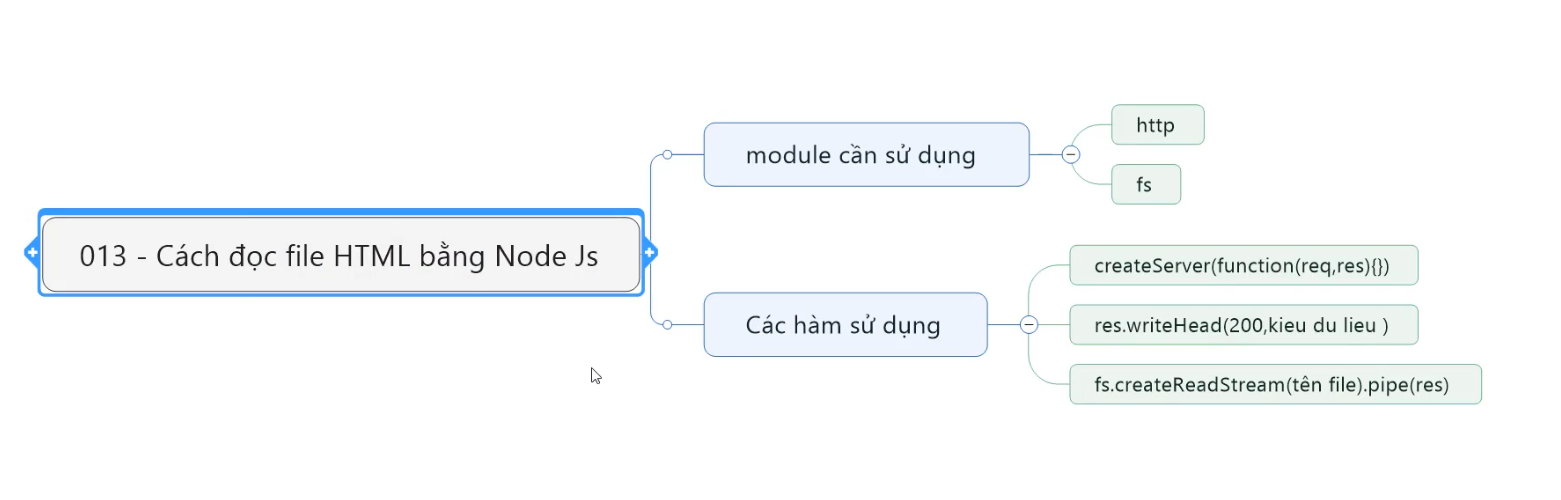 013 - Cách đọc file HTML bằng Node Js
module cần sử dụng
http
fs
Các hàm sử dụng
createServer(function(req,res){})
res.writeHead(200,kieu du lieu )
fs.createReadStream(tên file).pipe(res)